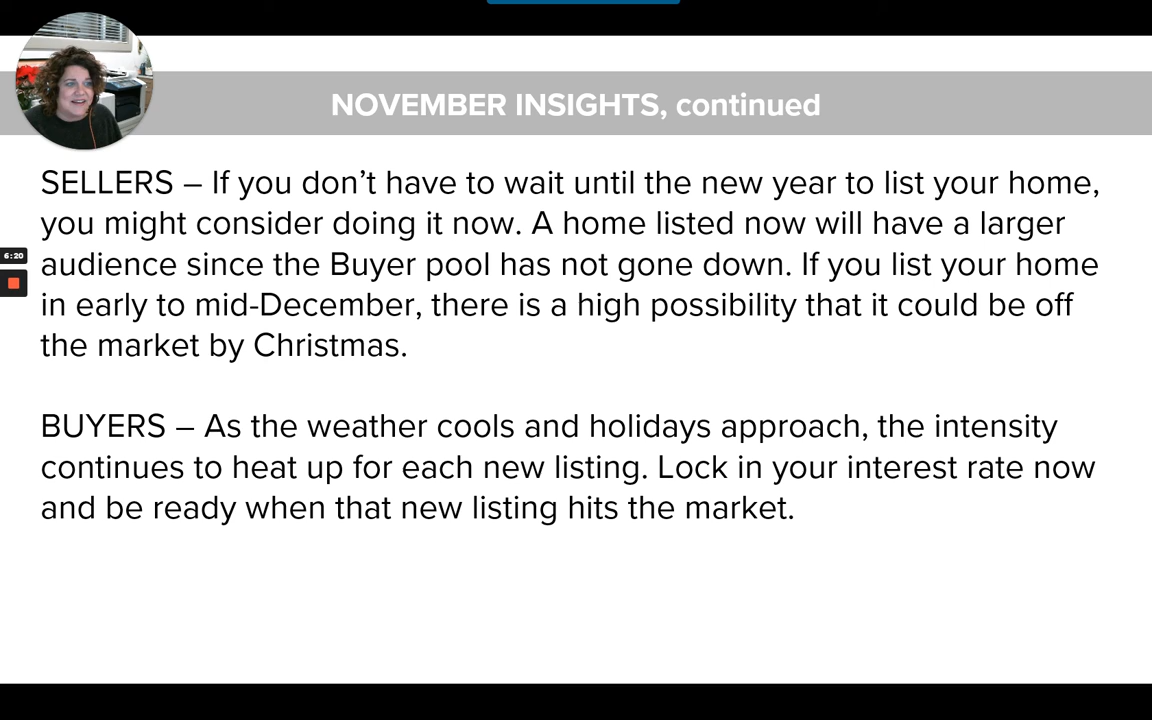 NOVEMBER INSIGHTS, continued
SELLERS – If you don’t have to wait until the new year to list your home,
you might consider doing it now. A home listed now will have a larger
6:20
audience since the Buyer pool has not gone down. If you list your home
in early to mid-December, there is a high possibility that it could be off
the market by Christmas.
BUYERS – As the weather cools and holidays approach, the intensity
continues to heat up for each new listing. Lock in your interest rate now
and be ready when that new listing hits the market.